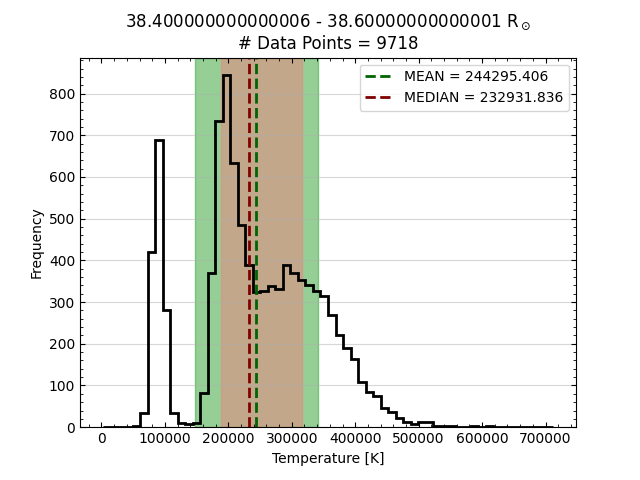 38.400000000000006 - 38.60000000000001 R☉
# Data Points = 9718
MEAN = 244295.406
MEDIAN = 232931.836
Frequency
800
700
600
500
400
300
200
100
0
0 100000 200000 300000 400000 500000 600000 700000
Temperature [K]